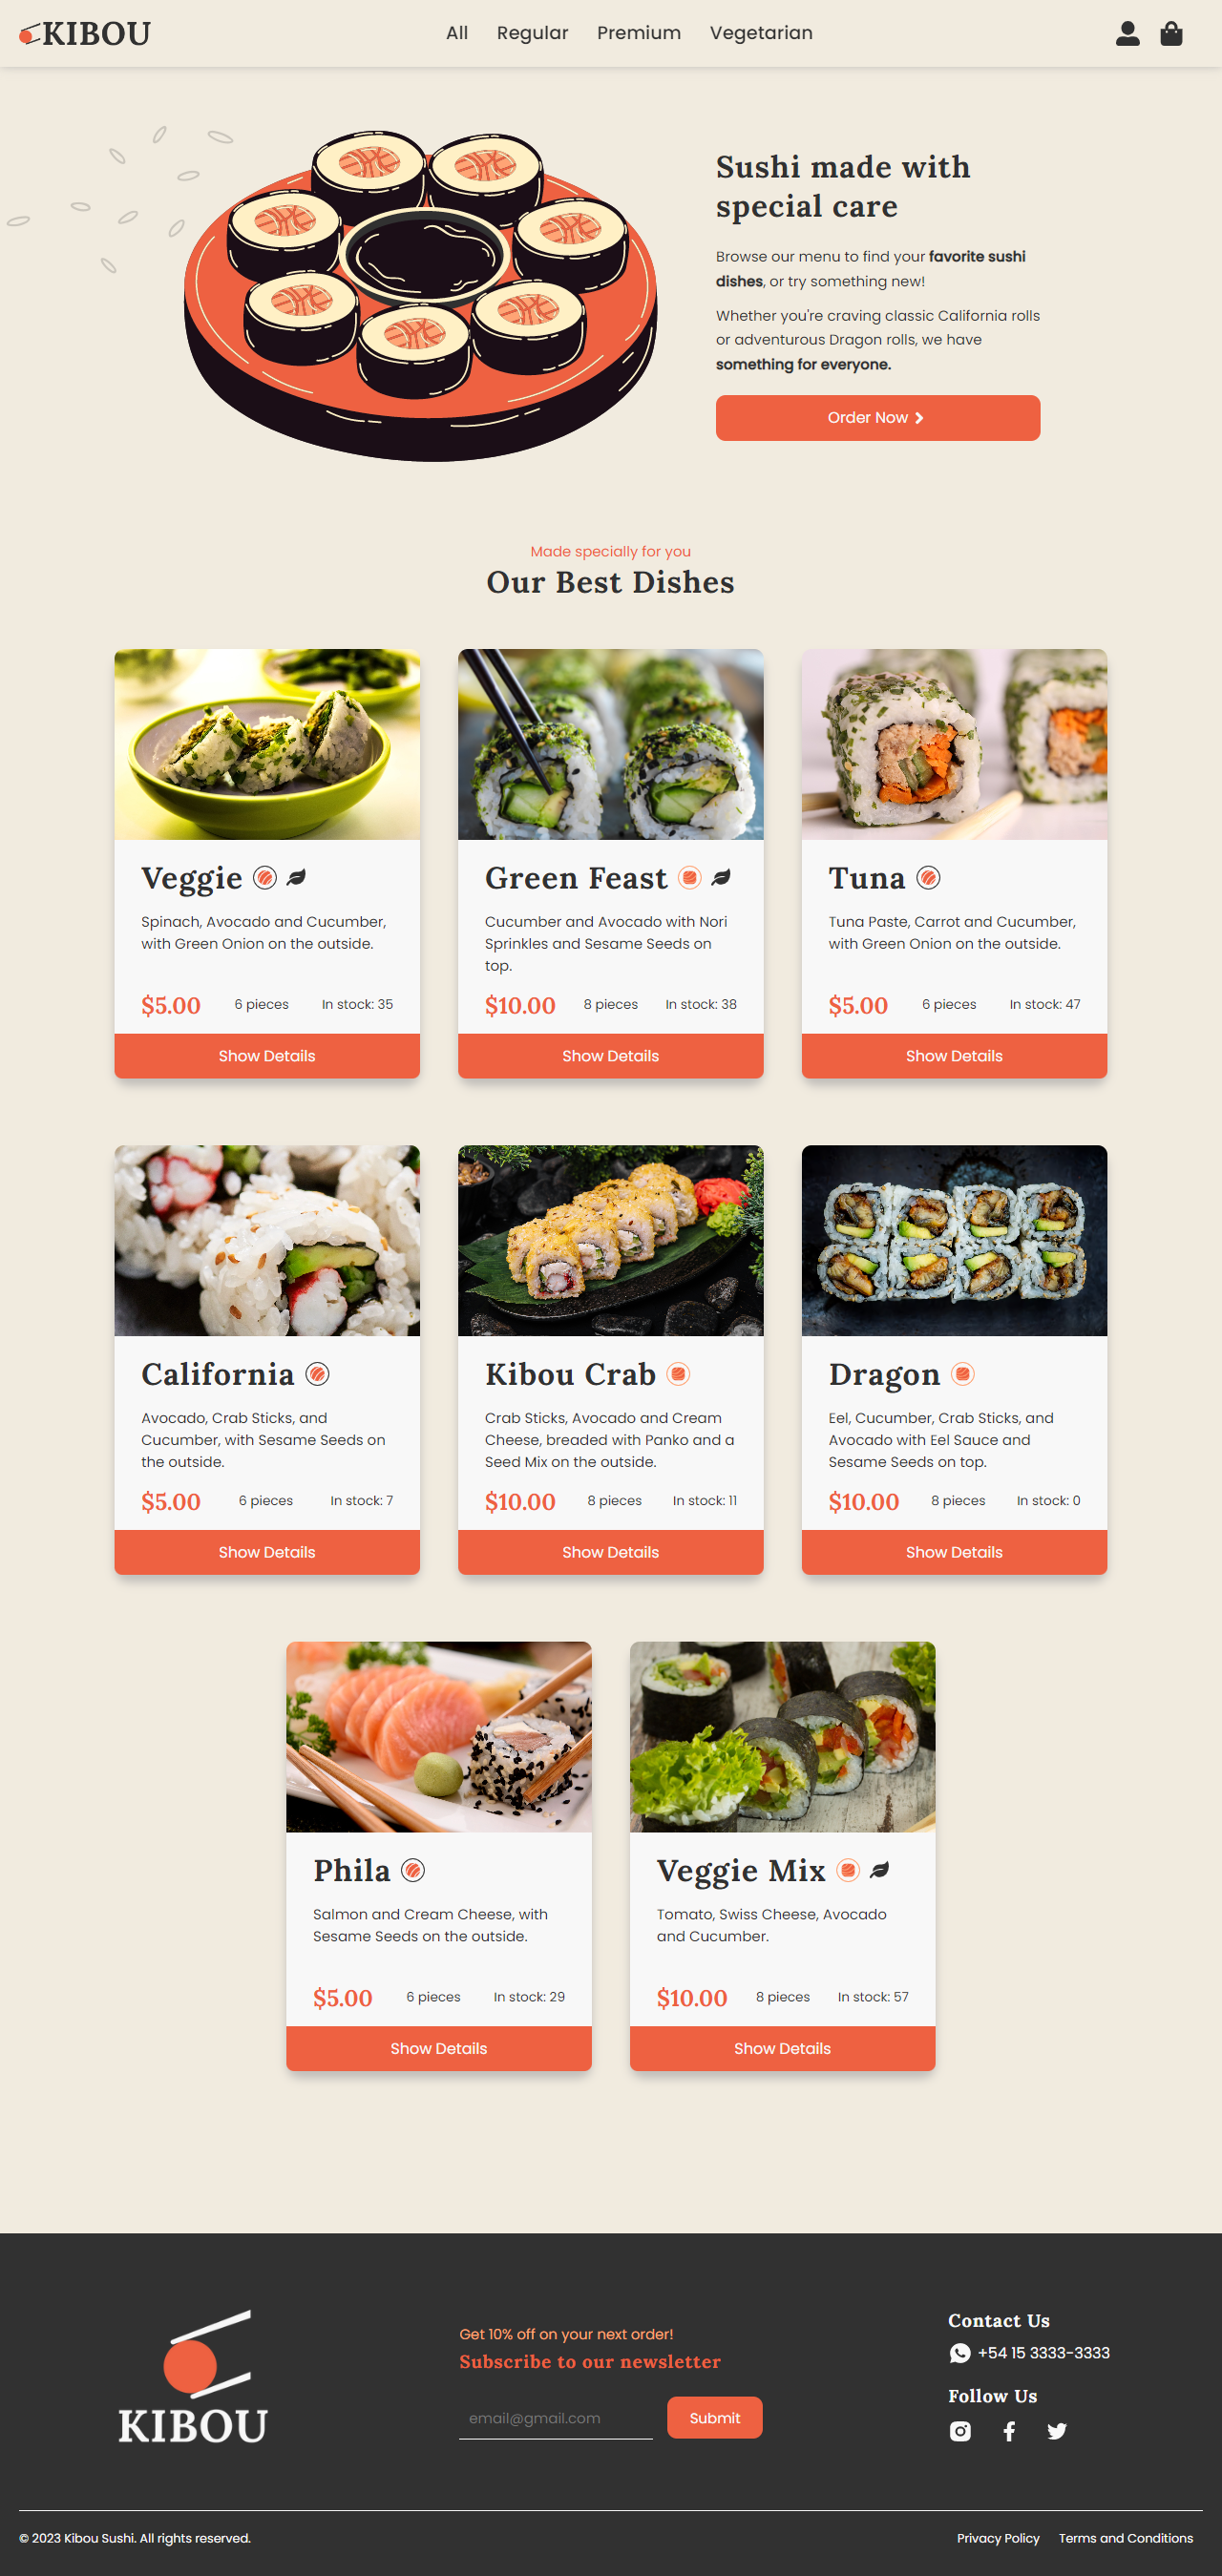 KIBOU
All Regular Premium Vegetarian
Sushi made with
special care
Browse our menu to find your favorite sushi
dishes, or try something new!
Whether you're craving classic California rolls
or adventurous Dragon rolls, we have
something for everyone.
Order Now
Made specially for you
Our Best Dishes
Veggie
Spinach, Avocado and Cucumber,
with Green Onion on the outside.
$5.00 6 pieces In stock: 35
Show Details
Green Feast
Cucumber and Avocado with Nori
Sprinkles and Sesame Seeds on
top.
$10.00 8 pieces In stock: 38
Show Details
Tuna
Tuna Paste, Carrot and Cucumber,
with Green Onion on the outside.
$5.00 6 pieces In stock: 47
Show Details
California
Avocado, Crab Sticks, and
Cucumber, with Sesame Seeds on
the outside.
$5.00 6 pieces In stock: 7
Show Details
Kibou Crab
Crab Sticks, Avocado and Cream
Cheese, breaded with Panko and a
Seed Mix on the outside.
$10.00 8 pieces In stock: 11
Show Details
Dragon
Eel, Cucumber, Crab Sticks, and
Avocado with Eel Sauce and
Sesame Seeds on top.
$10.00 8 pieces In stock: 0
Show Details
Phila
Salmon and Cream Cheese, with
Sesame Seeds on the outside.
$5.00 6 pieces In stock: 29
Show Details
Veggie Mix
Tomato, Swiss Cheese, Avocado
and Cucumber.
$10.00 8 pieces In stock: 57
Show Details
KIBOU
Get 10% off on your next order!
Subscribe to our newsletter
email@gmail.com
Submit
Contact Us
+54 15 3333-3333
Follow Us
© 2023 Kibou Sushi. All rights reserved.
Privacy Policy Terms and Conditions